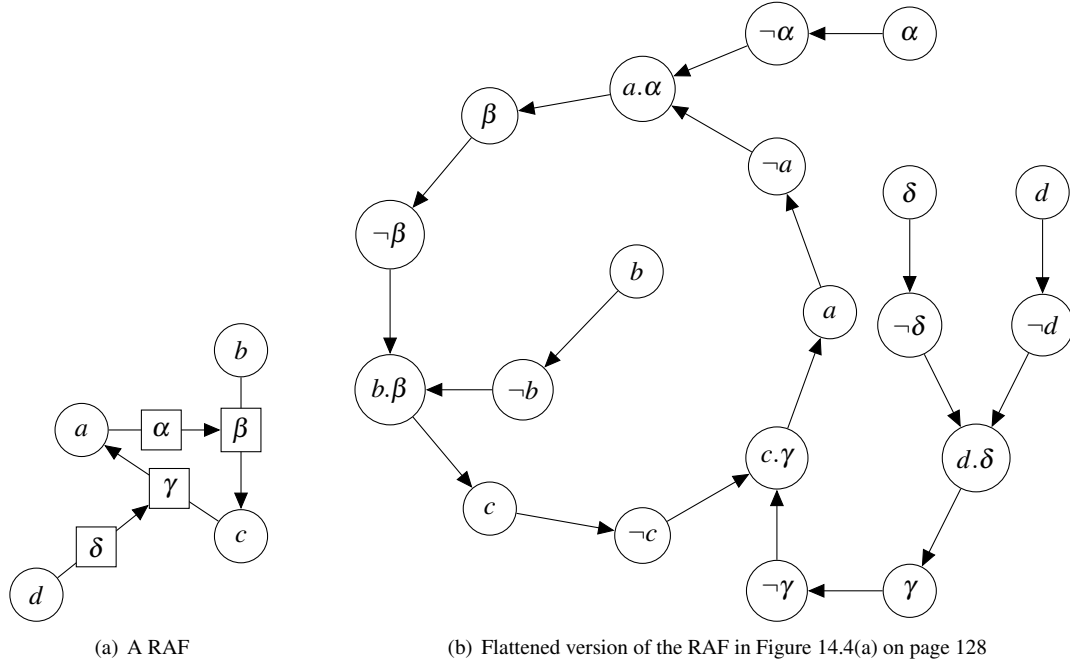 ¬α
α
a.α
β
¬a
δ
d
¬β
b
a
¬δ
¬d
b
b.β
¬b
a
α
β
c.γ
d.δ
γ
c
¬c
δ
c
d
¬γ
γ
(a) A RAF
(b) Flattened version of the RAF in Figure 14.4(a) on page 128